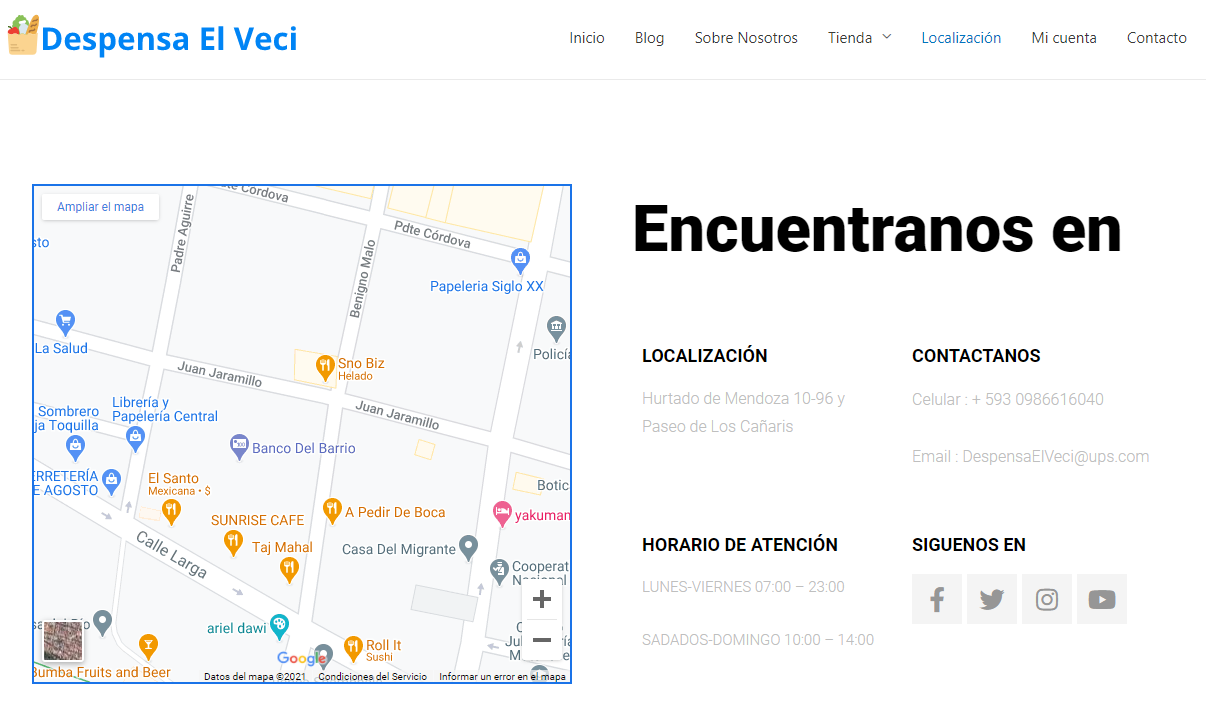 Despensa El Veci
Inicio
Blog
Sobre Nosotros
Tienda
Localización
Mi cuenta
Contacto
Ampliar el mapa
Pdte Córdova
Padre Aguirre
Benigno Malo
Pdte Córdova
Papeleria Siglo XX
La Salud
Juan Jaramillo
Sno Biz
Helado
Juan Jaramillo
Sombrero
Toquilla
Librería y
Papelería Central
Banco Del Barrio
AGOSTO
El Santo
Mexicana • $
SUNRISE CAFE
A Pedir De Boca
Taj Mahal
Casa Del Migrante
Calle Larga
ariel dawi
Roll It
Sushi
Bumba Fruits and Beer
Google
Datos del mapa ©2021
Condiciones del Servicio
Informar un error en el mapa
Encuentranos en
LOCALIZACIÓN
Hurtado de Mendoza 10-96 y
Paseo de Los Cañaris
CONTACTANOS
Celular : + 593 0986616040
Email : DespensaElVeci@ups.com
HORARIO DE ATENCIÓN
LUNES-VIERNES 07:00 – 23:00
SADADOS-DOMINGO 10:00 – 14:00
SIGUENOS EN